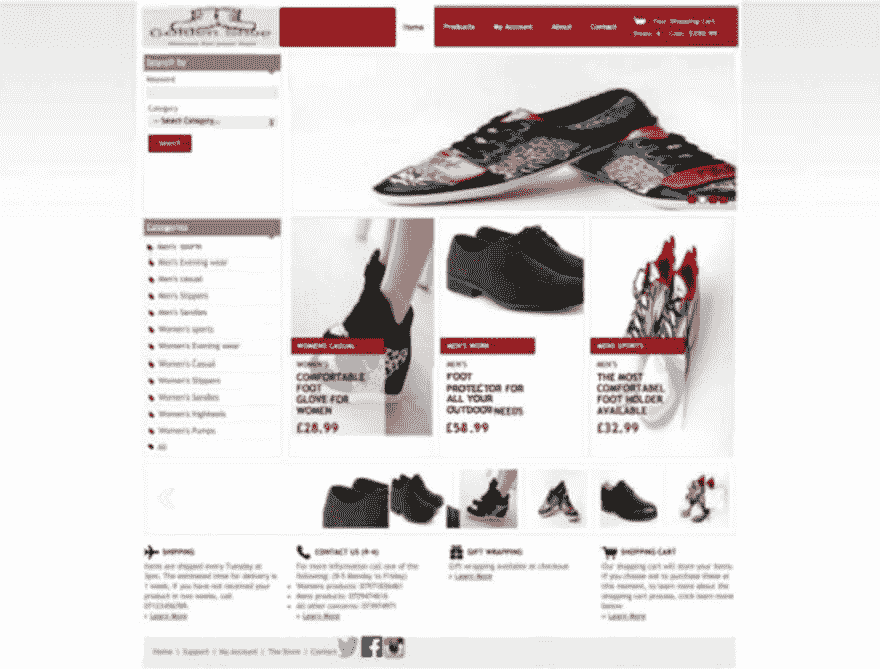 Golden Shoe
Home
Products
My Account
About
Contact
Your Shopping Cart
Search by
Keyword
Category
-- Select Category...
Search
Categories
Men's sports
Men's Evening wear
Men's casual
Men's Slippers
Men's Sandles
Women's sports
Women's Evening wear
Women's Casual
Women's Slippers
Women's Sandles
Women's Highheels
Women's Pumps
All
WOMENS CASUAL
WOMEN'S
COMFORTABLE
FOOT
GLOVE FOR
WOMEN
£28.99
MEN'S WORK
MEN'S
FOOT
PROTECTOR FOR
ALL YOUR
OUTDOOR NEEDS
£58.99
MENS SPORTS
MEN'S
THE MOST
COMFORTABEL
FOOT HOLDER
AVAILABLE
£32.99
SHIPPING
Items are shipped every Tuesday at
3pm. The estimated time for delivery is
1 week, if you have not received your
product in two weeks, call
Learn More
CONTACT US (9-5)
For more information call one of the
following: (9-5 Monday to Friday)
Womens products:
Mens products:
All other concerns:
Learn More
GIFT WRAPPING
Gift wrapping available at checkout
Learn More
SHOPPING CART
Our shopping cart will store your items
if you choose not to purchase these at
the moment, to learn more about the
shopping cart process, click learn more
below
Learn More
Home | Support | My Account | The Store | Contact